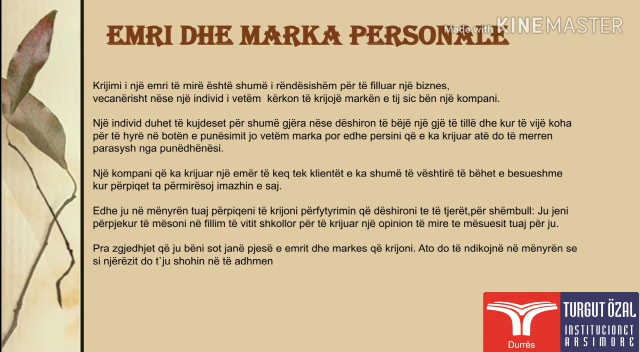 EMRI DHE MARKA PERSONALE
Made with KINEMASTER
Krijimi i një emri të mirë është shumë i rëndësishëm për të filluar një biznes,
vecanërisht nëse një individ i vetëm kërkon të krijojë markën e tij sic bën një kompani.
Një individ duhet të kujdeset për shumë gjëra nëse dëshiron të bëjë një gjë të tillë dhe kur të vijë koha
për të hyrë në botën e punësimit jo vetëm marka por edhe persini që e ka krijuar atë do të merren
parasysh nga punëdhënësi.
Një kompani që ka krijuar një emër të keq tek klientët e ka shumë të vështirë të bëhet e besueshme
kur përpiqet ta përmirësoj imazhin e saj.
Edhe ju në mënyrën tuaj përpiqeni të krijoni përfytyrimin që dëshironi te të tjerët,për shëmbull: Ju jeni
përpjekur të mësoni në fillim të vitit shkollor për të krijuar një opinion të mire te mësuesit tuaj për ju.
Pra zgjedhjet që ju bëni sot janë pjesë e emrit dhe markes që krijoni. Ato do të ndikojnë në mënyrën se
si njërëzit do t`ju shohin në të adhmen
TURGUT ÖZAL
INSTITUCIONET
ARSIMORE
Durrës